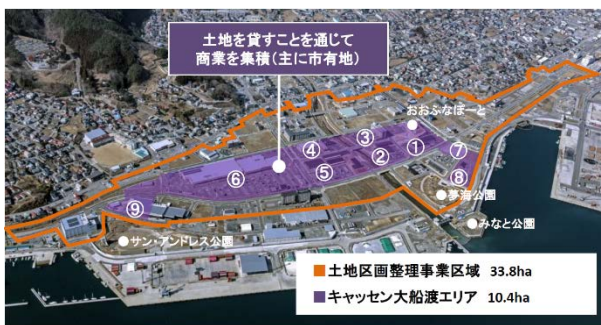 土地を貸すことを通じて
商業を集積(主に市有地)
おおふなぽーと
③
①
④
②
⑦
⑤
⑧
⑥
夢海公園
⑨
みなと公園
サン・アンドレス公園
土地区画整理事業区域 33.8ha
キャッセン大船渡エリア 10.4ha